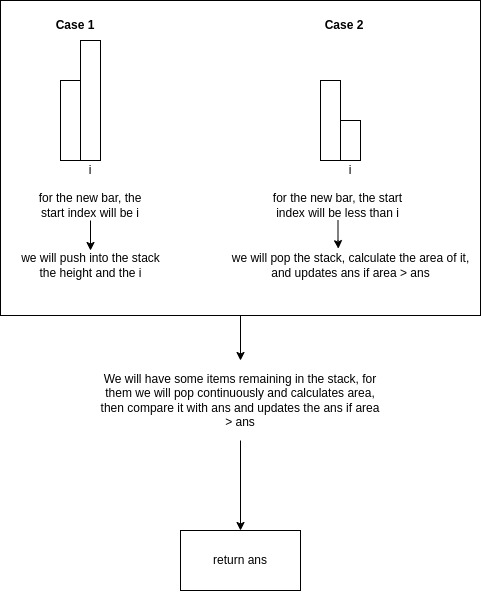 Case 1
Case 2
i
i
for the new bar, the
start index will be i
for the new bar, the start
index will be less than i
we will push into the stack
the height and the i
we will pop the stack, calculate the area of it,
and updates ans if area > ans
We will have some items remaining in the stack, for
them we will pop continuously and calculates area,
then compare it with ans and updates the ans if area
> ans
return ans